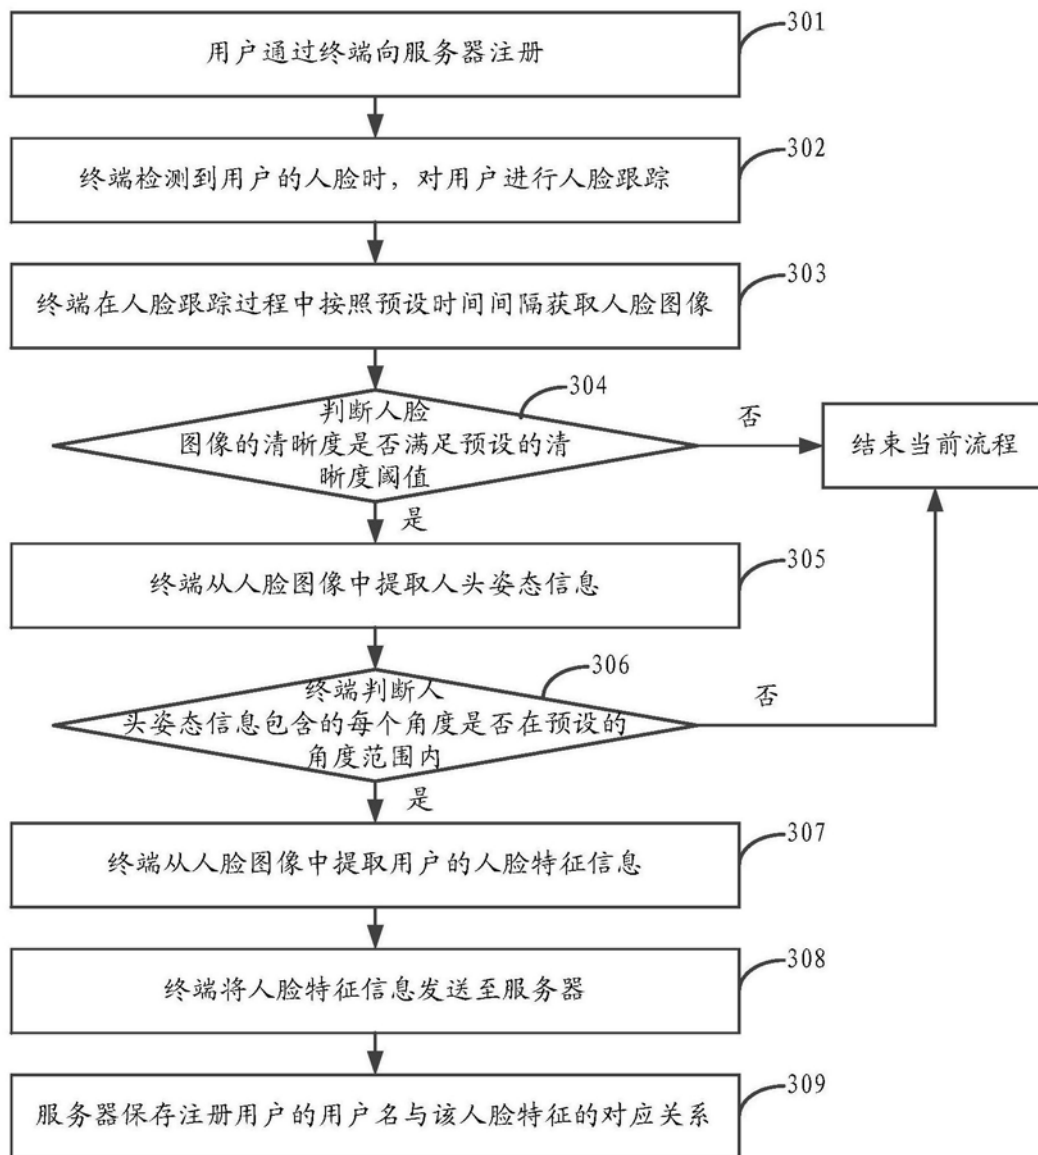 用户通过终端向服务器注册
301
终端检测到用户的人脸时，对用户进行人脸跟踪
302
终端在人脸跟踪过程中按照预设时间间隔获取人脸图像
303
判断人脸
图像的清晰度是否满足预设的清
晰度阈值
304
否
结束当前流程
是
终端从人脸图像中提取人头姿态信息
305
终端判断人
头姿态信息包含的每个角度是否在预设的
角度范围内
306
否
是
终端从人脸图像中提取用户的人脸特征信息
307
终端将人脸特征信息发送至服务器
308
服务器保存注册用户的用户名与该人脸特征的对应关系
309